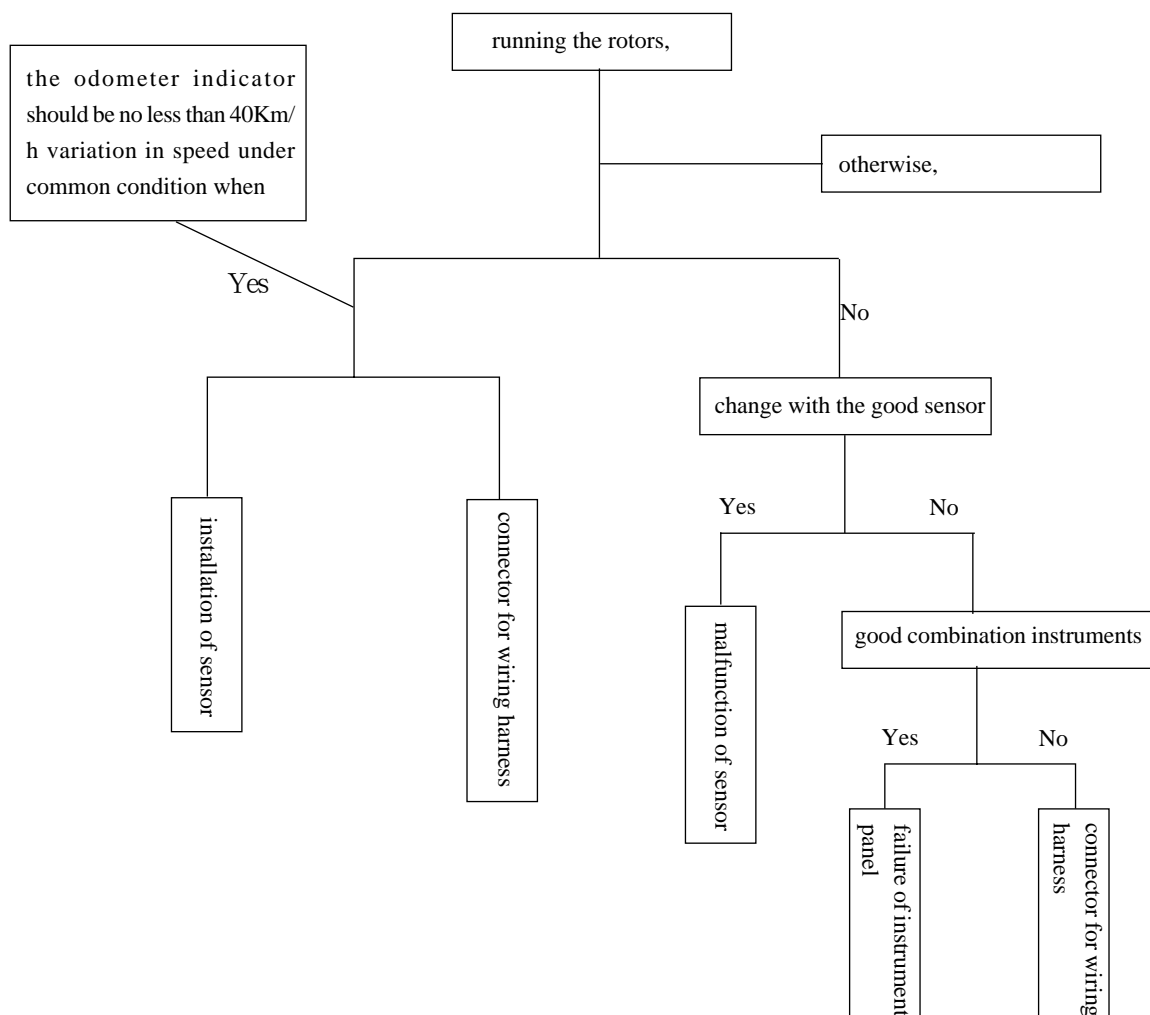 running the rotors,
the odometer indicator
should be no less than 40Km/
h variation in speed under
common condition when
otherwise,
Yes
No
change with the good sensor
installation of sensor
connector for wiring harness
Yes
No
malfunction of sensor
good combination instruments
Yes
No
failure of instrument
panel
connector for wiring
harness